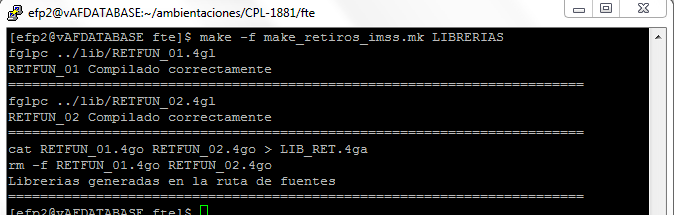 efp2@vAFDATABASE:~/ambientaciones/CPL-1881/fte
[efp2@vAFDATABASE fte]$ make -f make_retiros_imss.mk LIBRERIAS
fglpc ../lib/RETFUN_01.4gl
RETFUN_01 Compilado correctamente
========================================================================
fglpc ../lib/RETFUN_02.4gl
RETFUN_02 Compilado correctamente
========================================================================
cat RETFUN_01.4go RETFUN_02.4go > LIB_RET.4ga
rm -f RETFUN_01.4go RETFUN_02.4go
Librerias generadas en la ruta de fuentes
========================================================================
[efp2@vAFDATABASE fte]$